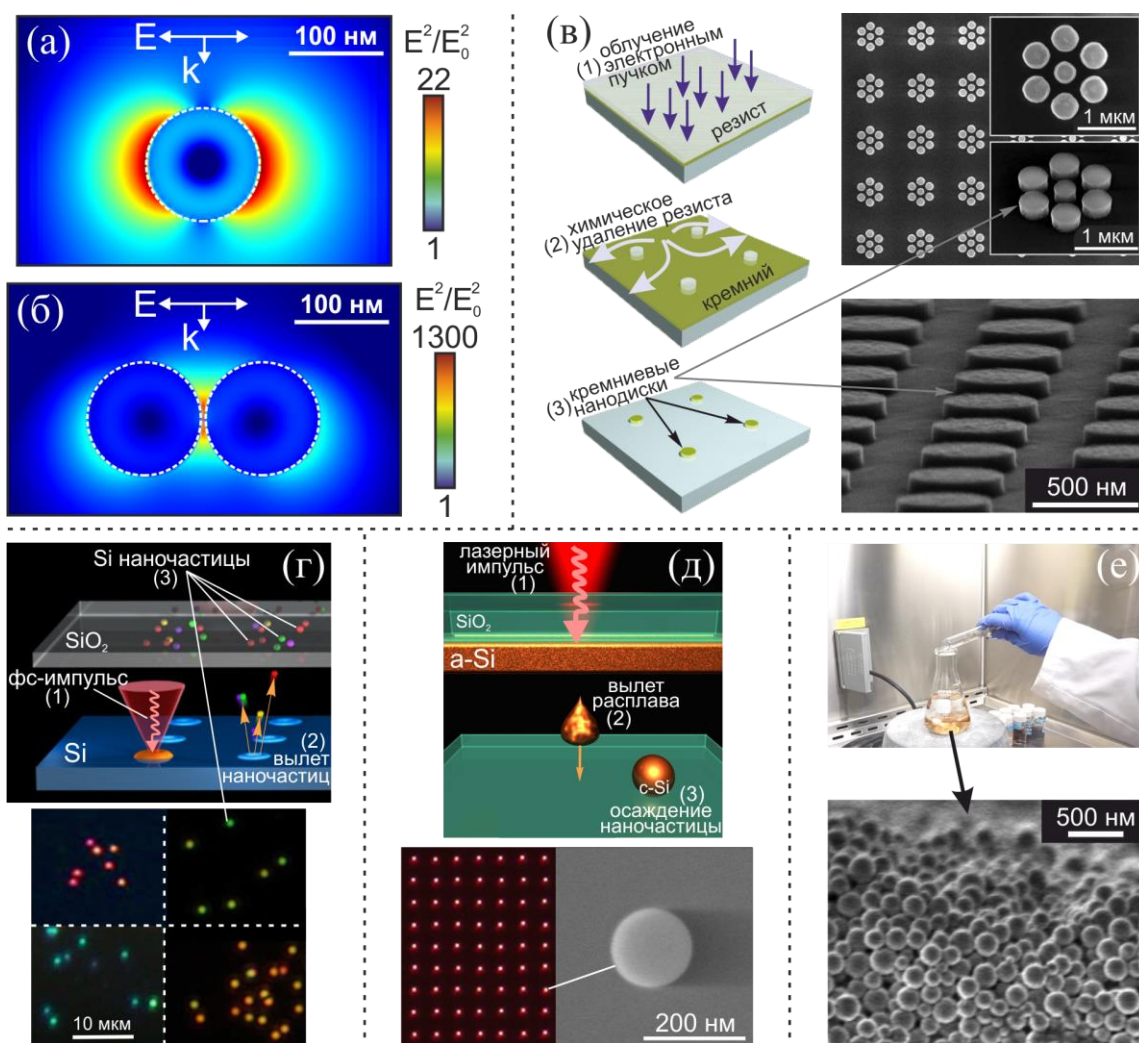 (а)
E
k
100 нм
E²/E₀²
22
1
(б)
E
k
100 нм
E²/E₀²
1300
1
(в)
облучение
(1) электронным
пучком
резист
химическое
(2) удаление резиста
кремний
(3) кремниевые
нанодиски
1 мкм
1 мкм
500 нм
(г)
Si наночастицы
(3)
SiO₂
фс-импульс
(1)
Si
(2)
вылет
наночастиц
10 мкм
(д)
лазерный
импульс
(1)
SiO₂
a-Si
вылет
расплава
(2)
c-Si
(3)
осаждение
наночастицы
200 нм
(е)
500 нм